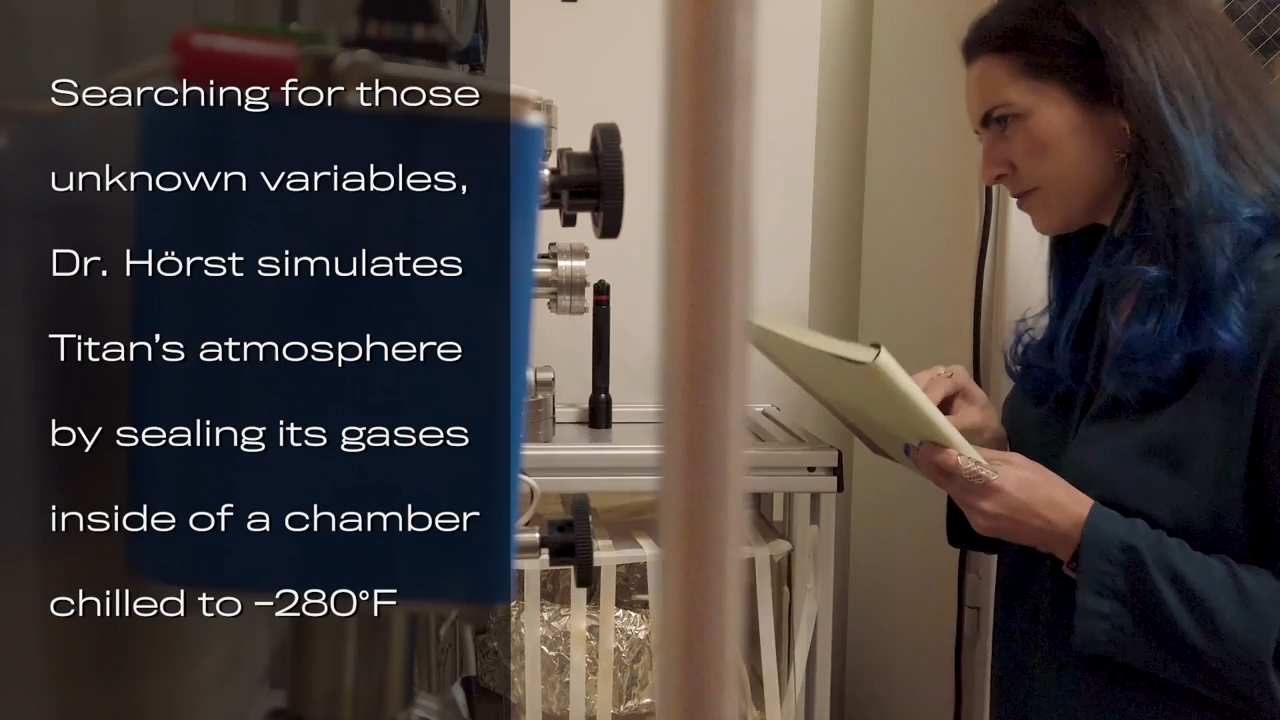 Searching for those
unknown variables,
Dr. Hörst simulates
Titan's atmosphere
by sealing its gases
inside of a chamber
chilled to -280°F